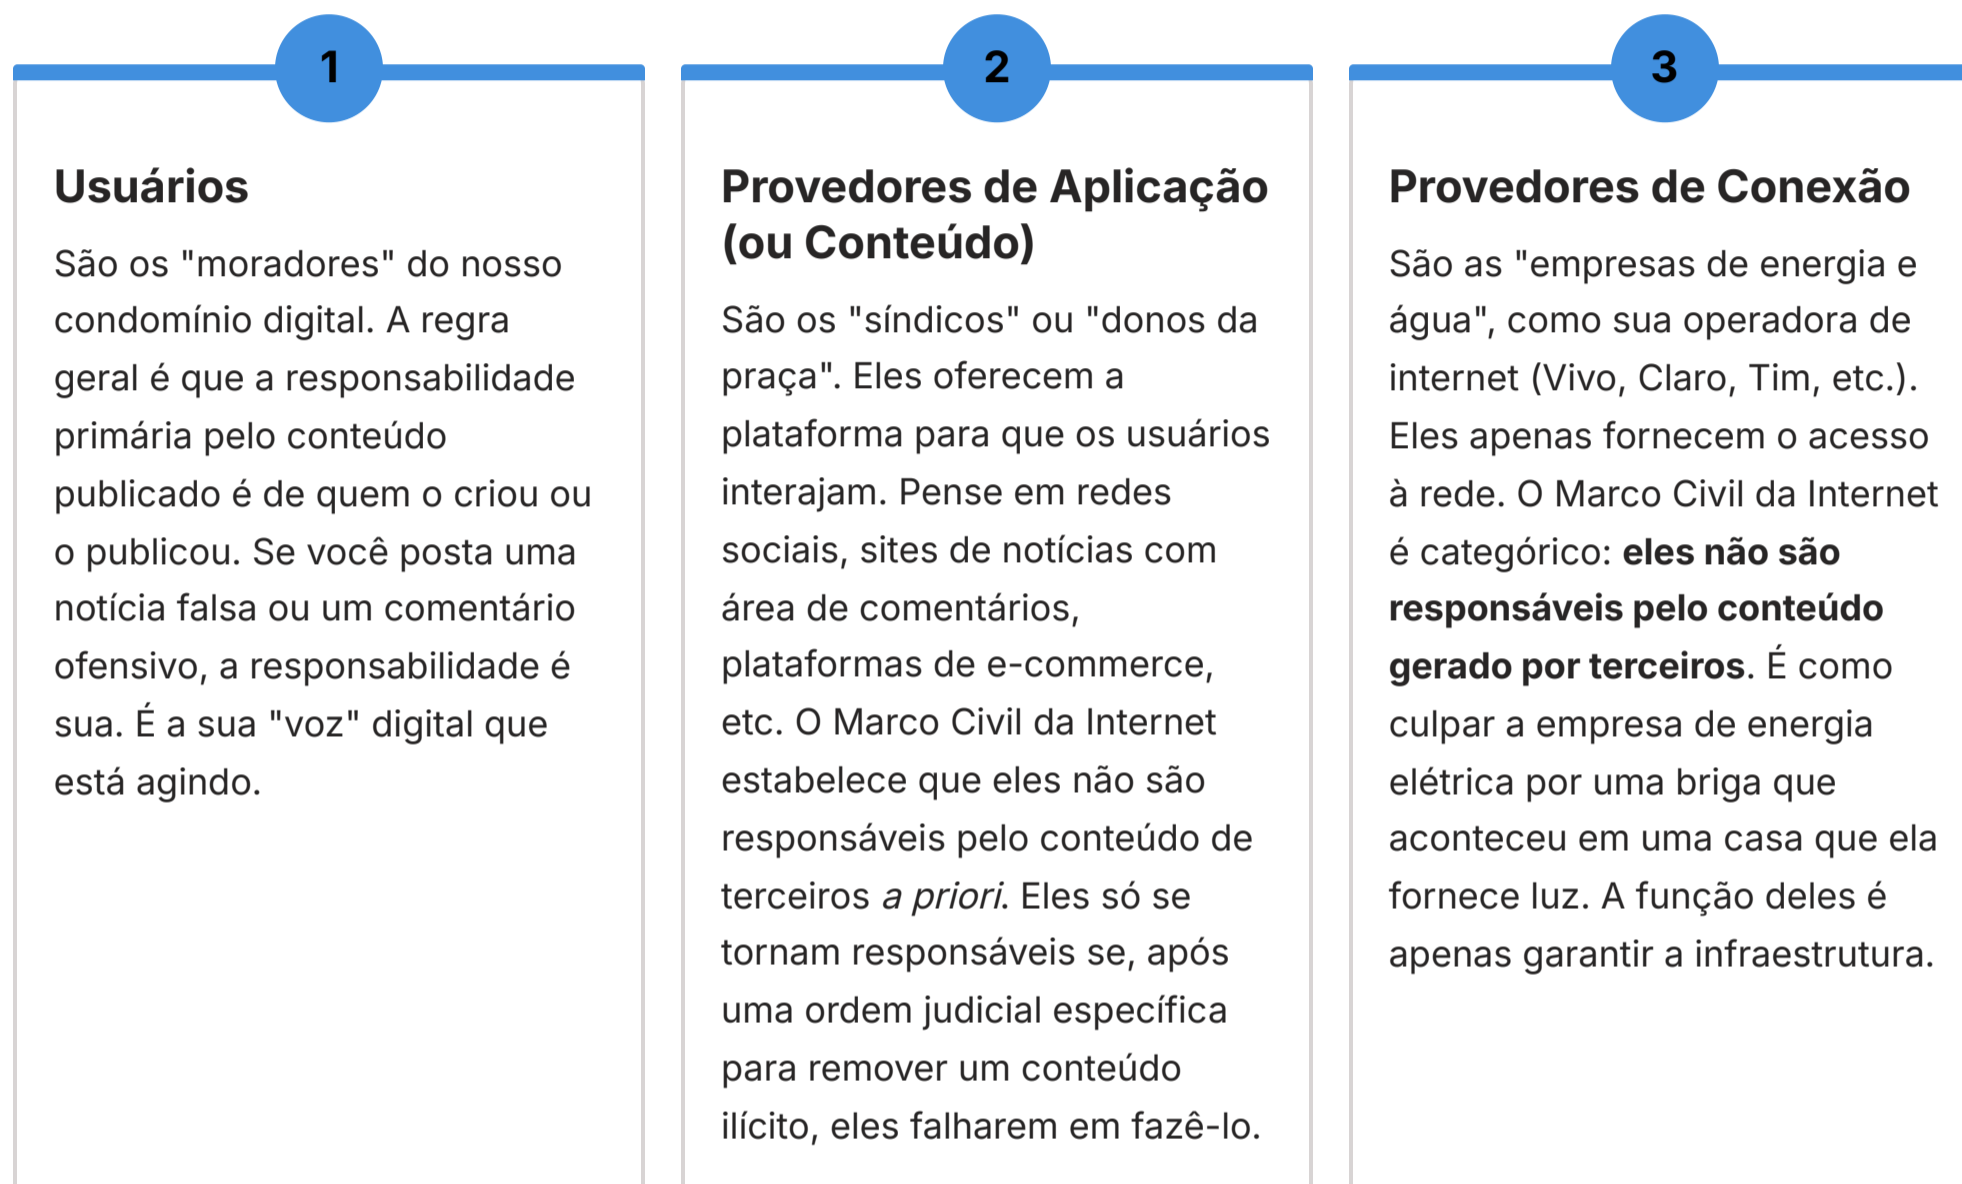 1
Usuários
São os "moradores" do nosso
condomínio digital. A regra
geral é que a responsabilidade
primária pelo conteúdo
publicado é de quem o criou ou
o publicou. Se você posta uma
notícia falsa ou um comentário
ofensivo, a responsabilidade é
sua. É a sua "voz" digital que
está agindo.
2
Provedores de Aplicação
(ou Conteúdo)
São os "síndicos" ou "donos da
praça". Eles oferecem a
plataforma para que os usuários
interajam. Pense em redes
sociais, sites de notícias com
área de comentários,
plataformas de e-commerce,
etc. O Marco Civil da Internet
estabelece que eles não são
responsáveis pelo conteúdo de
terceiros a priori. Eles só se
tornam responsáveis se, após
uma ordem judicial específica
para remover um conteúdo
ilícito, eles falharem em fazê-lo.
3
Provedores de Conexão
São as "empresas de energia e
água", como sua operadora de
internet (Vivo, Claro, Tim, etc.).
Eles apenas fornecem o acesso
à rede. O Marco Civil da Internet
é categórico: eles não são
responsáveis pelo conteúdo
gerado por terceiros. É como
culpar a empresa de energia
elétrica por uma briga que
aconteceu em uma casa que ela
fornece luz. A função deles é
apenas garantir a infraestrutura.